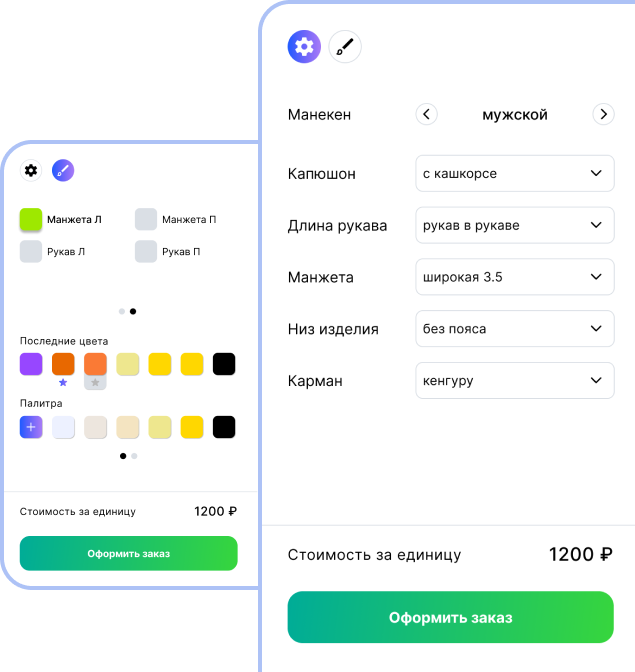 Манжета Л
Манжета П
Рукав Л
Рукав П
Последние цвета
Палитра
Стоимость за единицу
1200 ₽
Оформить заказ
Манекен
мужской
Капюшон
с кашкорсе
Длина рукава
рукав в рукаве
Манжета
широкая 3.5
Низ изделия
без пояса
Карман
кенгуру
Стоимость за единицу
1200 ₽
Оформить заказ